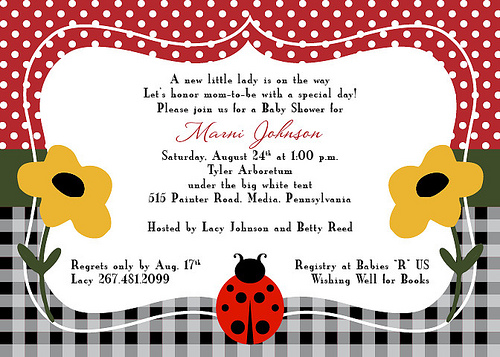 A new little lady is on the way
Let's honor mom-to-be with a special day!
Please join us for a Baby Shower for
Marni Johnson
Saturday, August 24th at 1:00 p.m.
Tyler Arboretum
under the big white tent
515 Painter Road, Media, Pennsylvania
Hosted by Lacy Johnson and Betty Reed
Regrets only by Aug. 17th
Lacy 267.481.2099
Registry at Babies "R" US
Wishing Well for Books